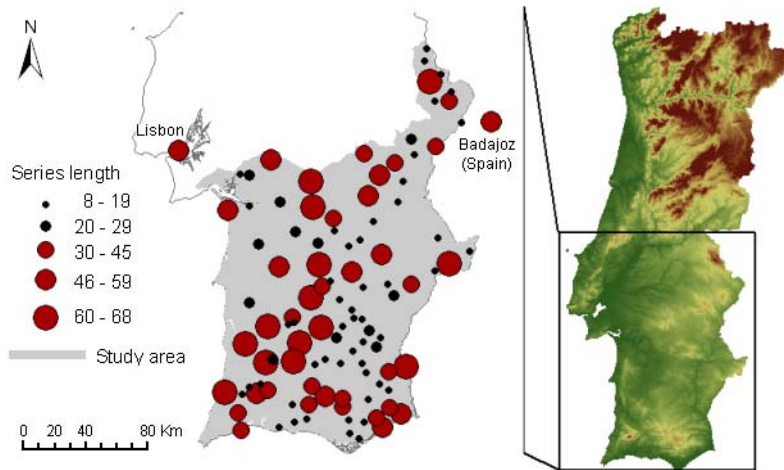 N
Lisbon
Badajoz
(Spain)
Series length
8 - 19
20 - 29
30 - 45
46 - 59
60 - 68
Study area
0 20 40 80 Km